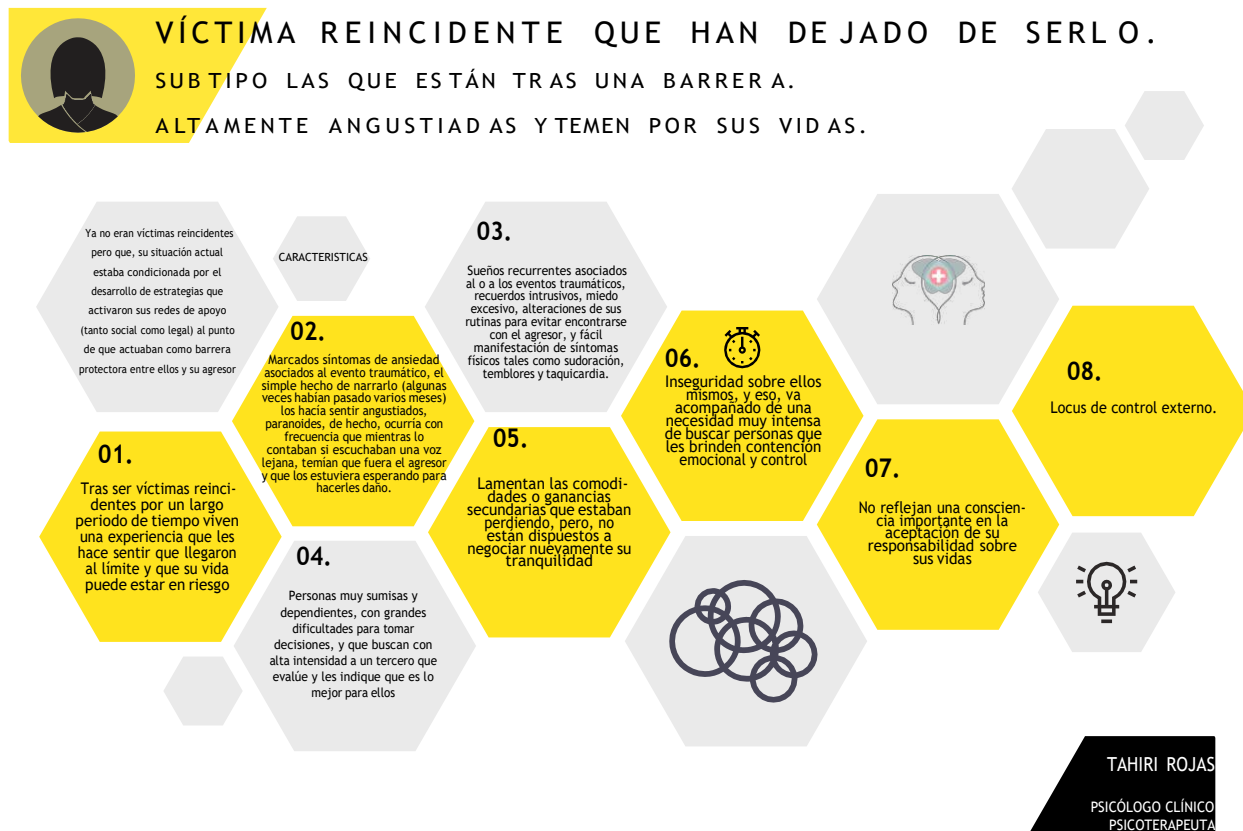 VÍCTIMA REINCIDENTE QUE HAN DEJADO DE SERLO.
SUBTIPO LAS QUE ESTÁN TRAS UNA BARRERA.
ALTAMENTE ANGUSTIADAS Y TEMEN POR SUS VIDAS.
Ya no eran víctimas reincidentes
pero que, su situación actual
estaba condicionada por el
desarrollo de estrategias que
activaron sus redes de apoyo
(tanto social como legal) al punto
de que actuaban como barrera
protectora entre ellos y su agresor
CARACTERISTICAS
01.
Tras ser víctimas reinci-
dentes por un largo
periodo de tiempo viven
una experiencia que les
hace sentir que llegaron
al límite y que su vida
puede estar en riesgo
02.
Marcados síntomas de ansiedad
asociados al evento traumático, el
simple hecho de narrarlo (algunas
veces habían pasado varios meses)
los hacía sentir angustiados,
paranoides, de hecho, ocurría con
frecuencia que mientras lo
contaban si escuchaban una voz
lejana, temían que fuera el agresor
y que los estuviera esperando para
hacerles daño.
03.
Sueños recurrentes asociados
al o a los eventos traumáticos,
recuerdos intrusivos, miedo
excesivo, alteraciones de sus
rutinas para evitar encontrarse
con el agresor, y fácil
manifestación de síntomas
físicos tales como sudoración,
temblores y taquicardia.
04.
Personas muy sumisas y
dependientes, con grandes
dificultades para tomar
decisiones, y que buscan con
alta intensidad a un tercero que
evalúe y les indique que es lo
mejor para ellos
05.
Lamentan las comodi-
dades o ganancias
secundarias que estaban
perdiendo, pero, no
están dispuestos a
negociar nuevamente su
tranquilidad
06.
Inseguridad sobre ellos
mismos, y eso, va
acompañado de una
necesidad muy intensa
de buscar personas que
les brinden contención
emocional y control
07.
No reflejan una conscien-
cia importante en la
aceptación de su
responsabilidad sobre
sus vidas
08.
Locus de control externo.
TAHIRI ROJAS
PSICÓLOGO CLÍNICO
PSICOTERAPEUTA